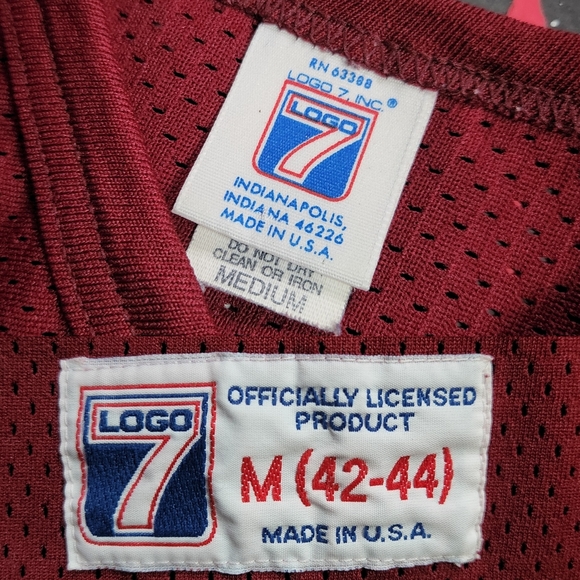 RN 63388
LOGO 7, INC.®
LOGO
7
INDIANAPOLIS,
INDIANA 46226
MADE IN U.S.A.
DO NOT DRY
CLEAN OR IRON
MEDIUM
LOGO
7
OFFICIALLY LICENSED
PRODUCT
M (42-44)
MADE IN U.S.A.